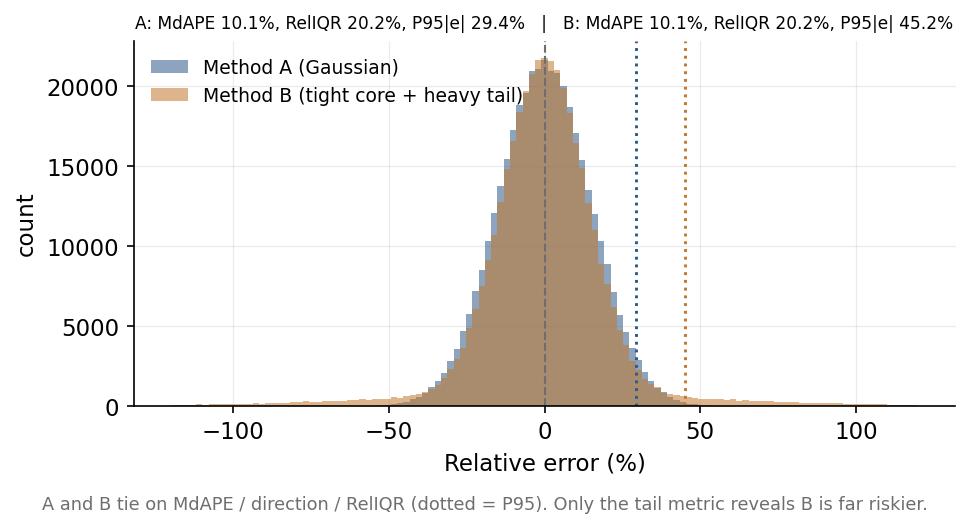 A: MdAPE 10.1%, RelIQR 20.2%, P95|e| 29.4%   |   B: MdAPE 10.1%, RelIQR 20.2%, P95|e| 45.2%
Method A (Gaussian)
Method B (tight core + heavy tail)
20000
15000
10000
5000
0
count
−100
−50
0
50
100
Relative error (%)
A and B tie on MdAPE / direction / RelIQR (dotted = P95). Only the tail metric reveals B is far riskier.